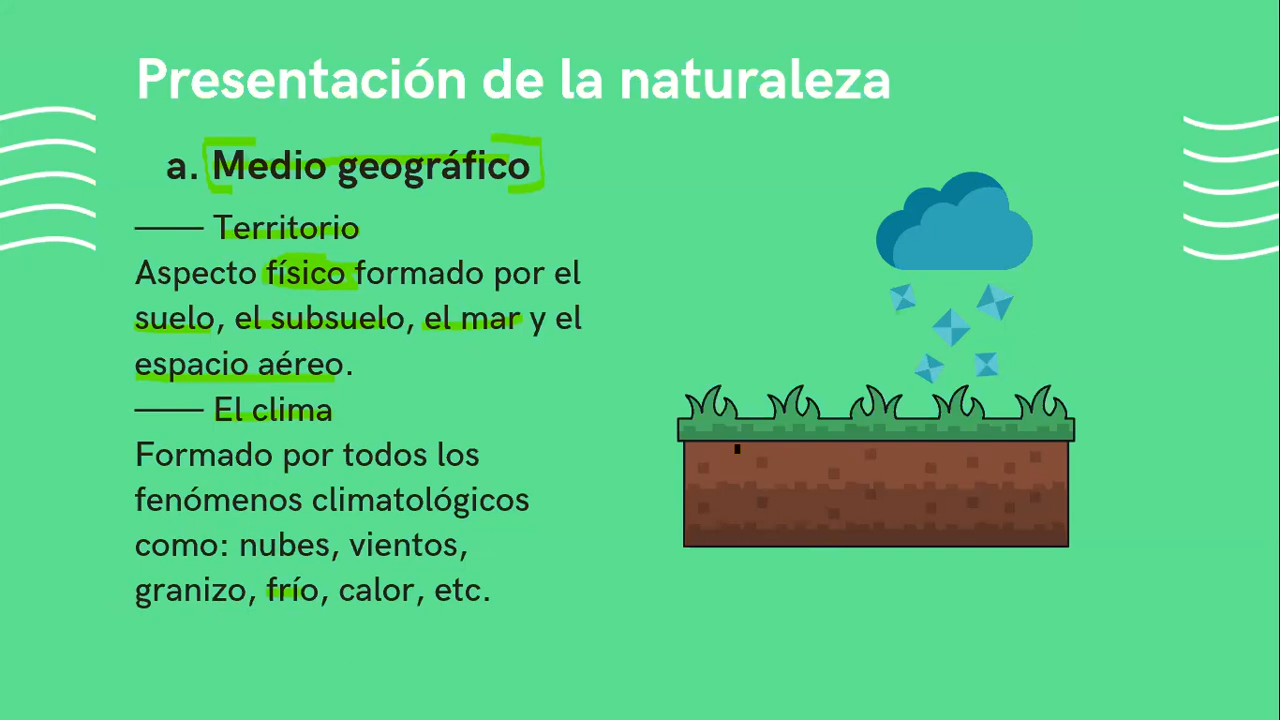 Presentación de la naturaleza
a. Medio geográfico
—— Territorio
Aspecto físico formado por el
suelo, el subsuelo, el mar y el
espacio aéreo.
—— El clima
Formado por todos los
fenómenos climatológicos
como: nubes, vientos,
granizo, frío, calor, etc.